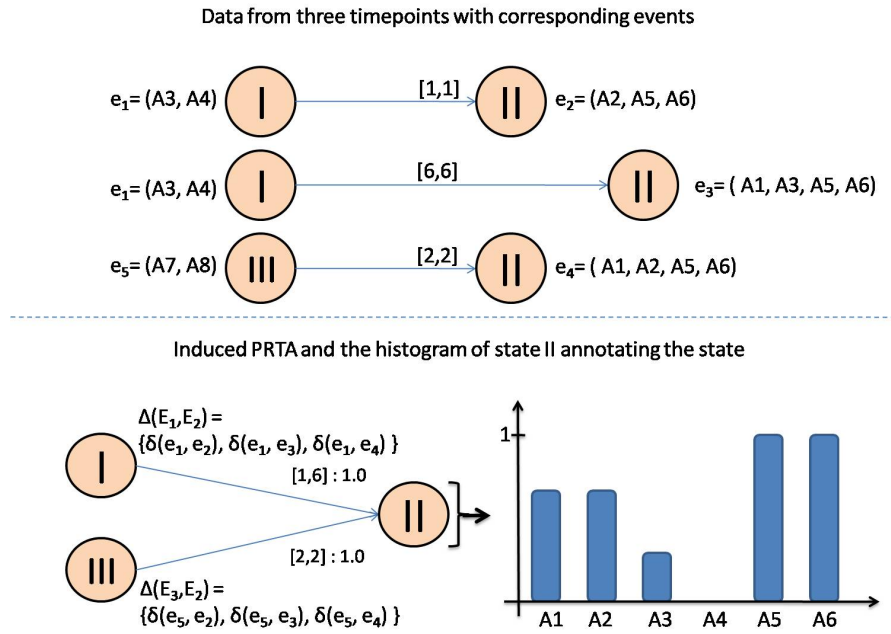 Data from three timepoints with corresponding events
e₁= (A3, A4) I [1,1] II e₂= (A2, A5, A6)
e₁= (A3, A4) I [6,6] II e₃= ( A1, A3, A5, A6)
e₅= (A7, A8) III [2,2] II e₄= ( A1, A2, A5, A6)
Induced PRTA and the histogram of state II annotating the state
Δ(E₁,E₂) =
{δ(e₁, e₂), δ(e₁, e₃), δ(e₁, e₄) }
I
[1,6] : 1.0
II
III
[2,2] : 1.0
Δ(E₃,E₂) =
{δ(e₅, e₂), δ(e₅, e₃), δ(e₅, e₄) }
1
A1 A2 A3 A4 A5 A6